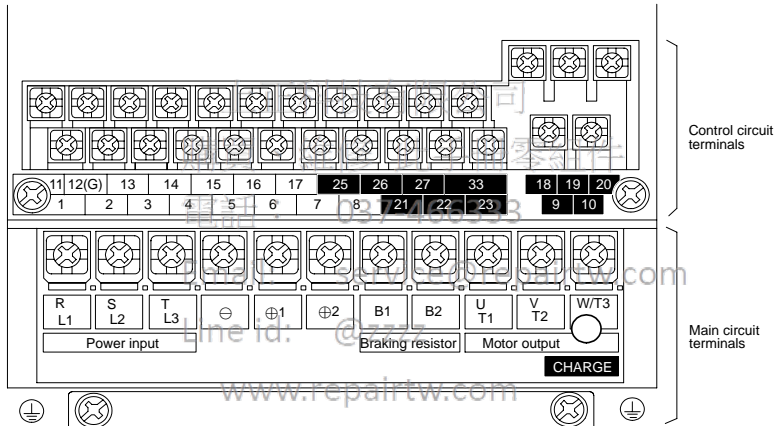 11 12(G) 13 14 15 16 17 25 26 27 33 18 19 20
1 2 3 4 5 6 7 8 21 22 23 9 10
Control circuit
terminals
電話： 037-466333
Email: service@repairtw.com
R
L1
S
L2
T
L3
⊖
⊕1
⊕2
B1
B2
U
T1
V
T2
W/T3
Power input
Braking resistor
Motor output
CHARGE
Main circuit
terminals
Line id: @zzzz
www.repairtw.com